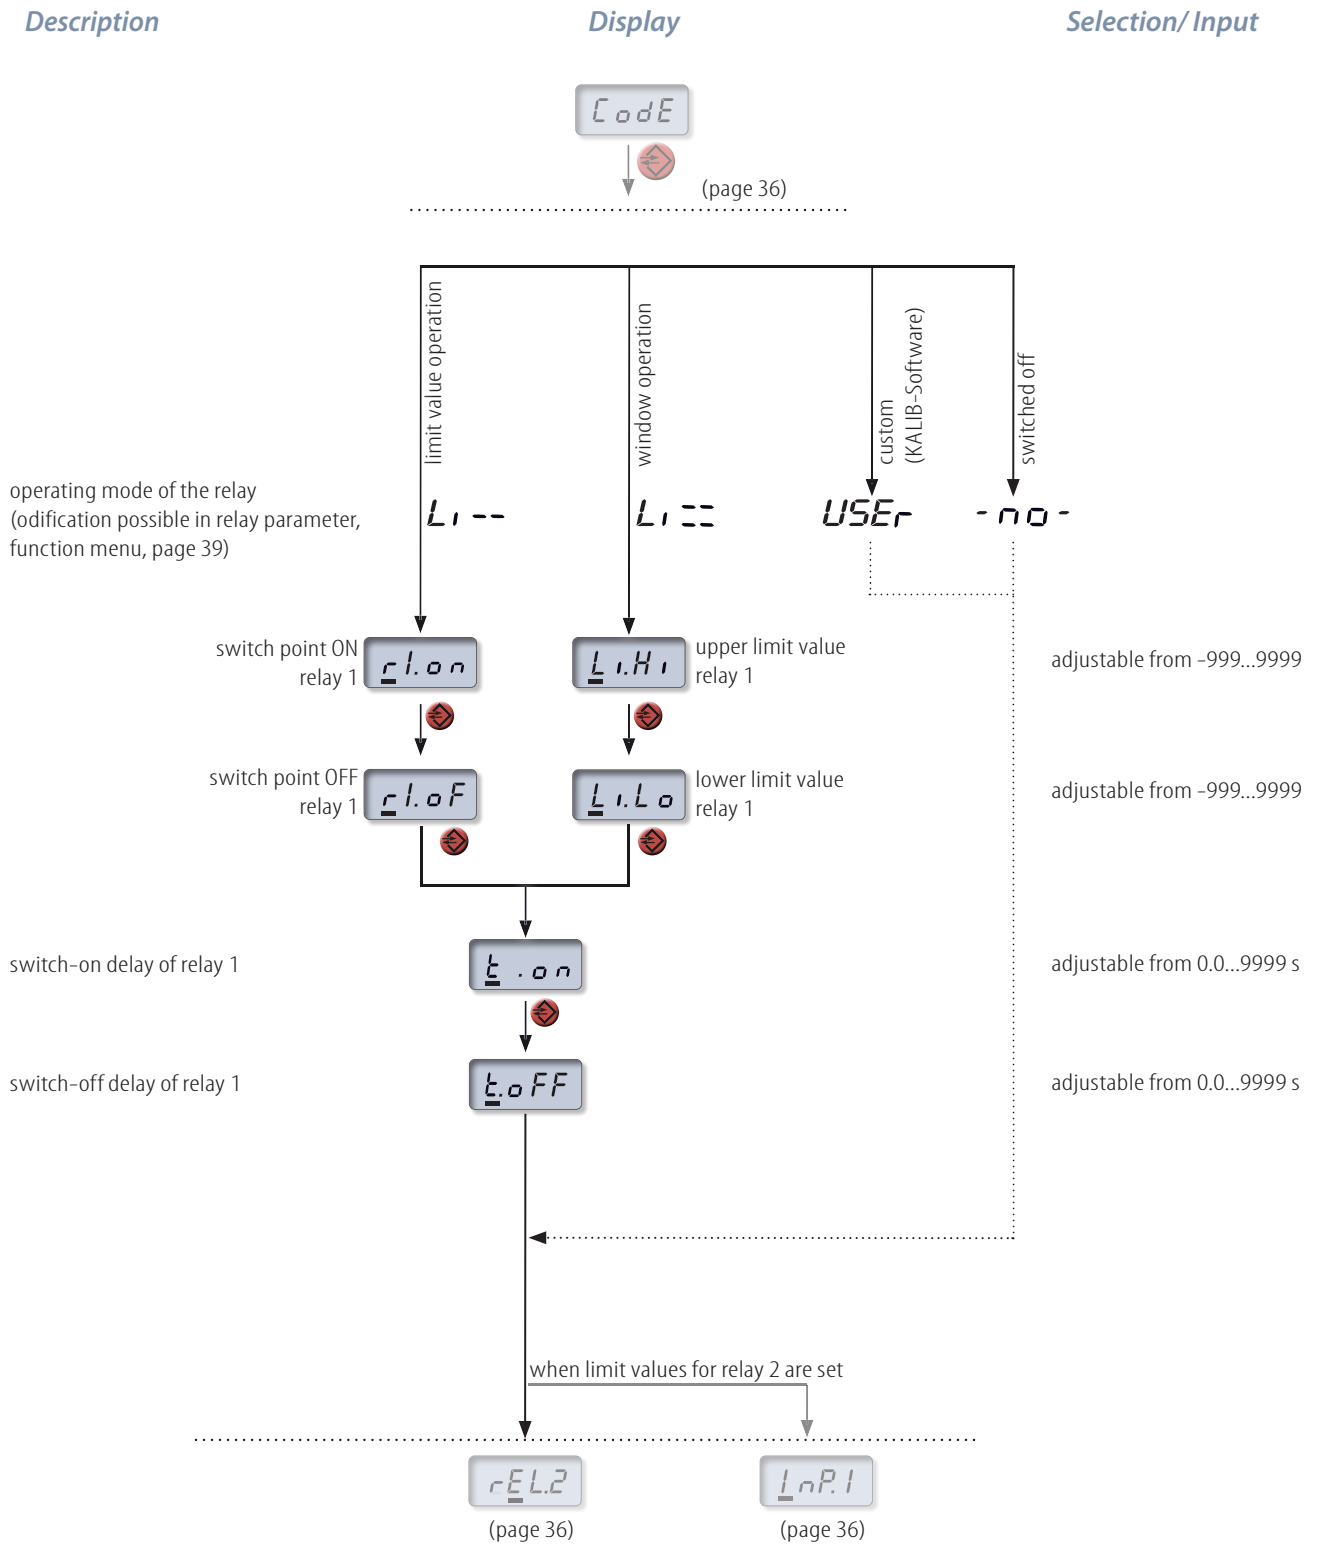 Description Display Selection/ Input
CodE
(page 36)
limit value operation
window operation
custom
(KALIB-Software)
switched off
operating mode of the relay
(odification possible in relay parameter,
function menu, page 39)
Li --
Li ==
USEr
-no-
switch point ON
relay 1
r1.on
Li.Hi
upper limit value
relay 1
adjustable from -999...9999
switch point OFF
relay 1
r1.oF
Li.Lo
lower limit value
relay 1
adjustable from -999...9999
switch-on delay of relay 1
t .on
adjustable from 0.0...9999 s
switch-off delay of relay 1
t.oFF
adjustable from 0.0...9999 s
when limit values for relay 2 are set
rEL.2
InP.1
(page 36)
(page 36)